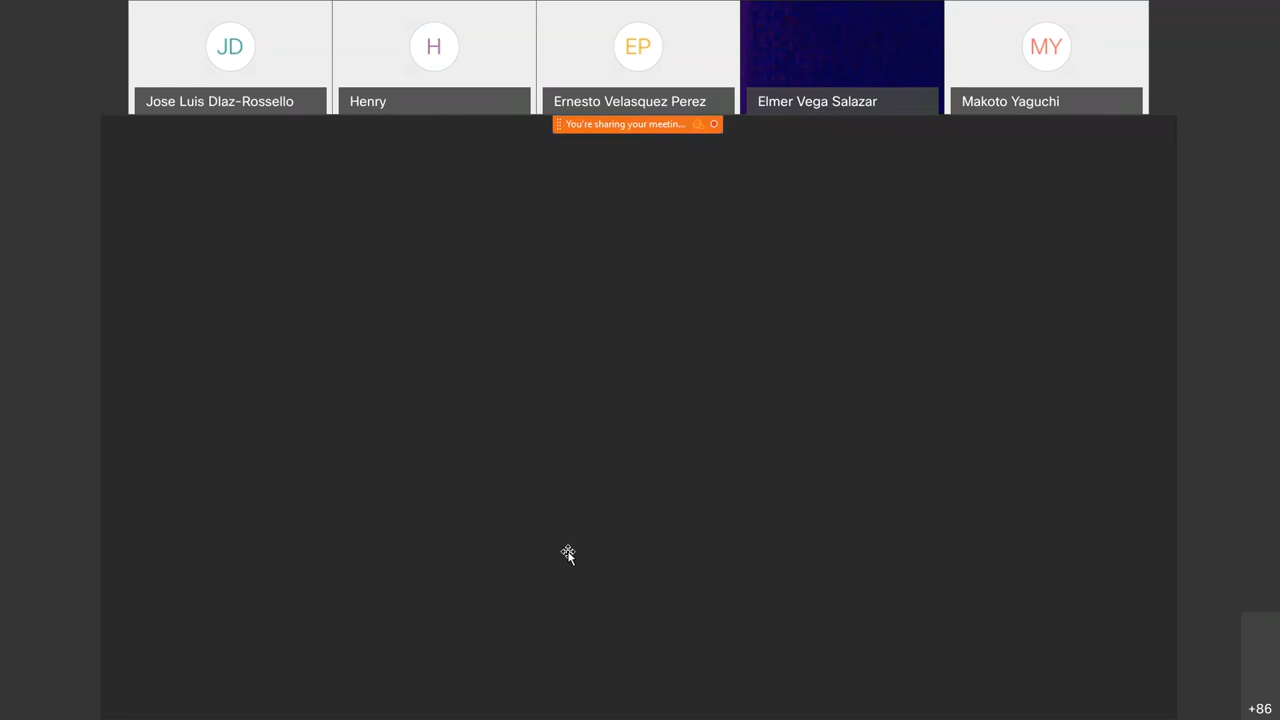 JD
H
EP
MY
Jose Luis DIaz-Rossello
Henry
Ernesto Velasquez Perez
Elmer Vega Salazar
Makoto Yaguchi
You're sharing your meetin...
+86